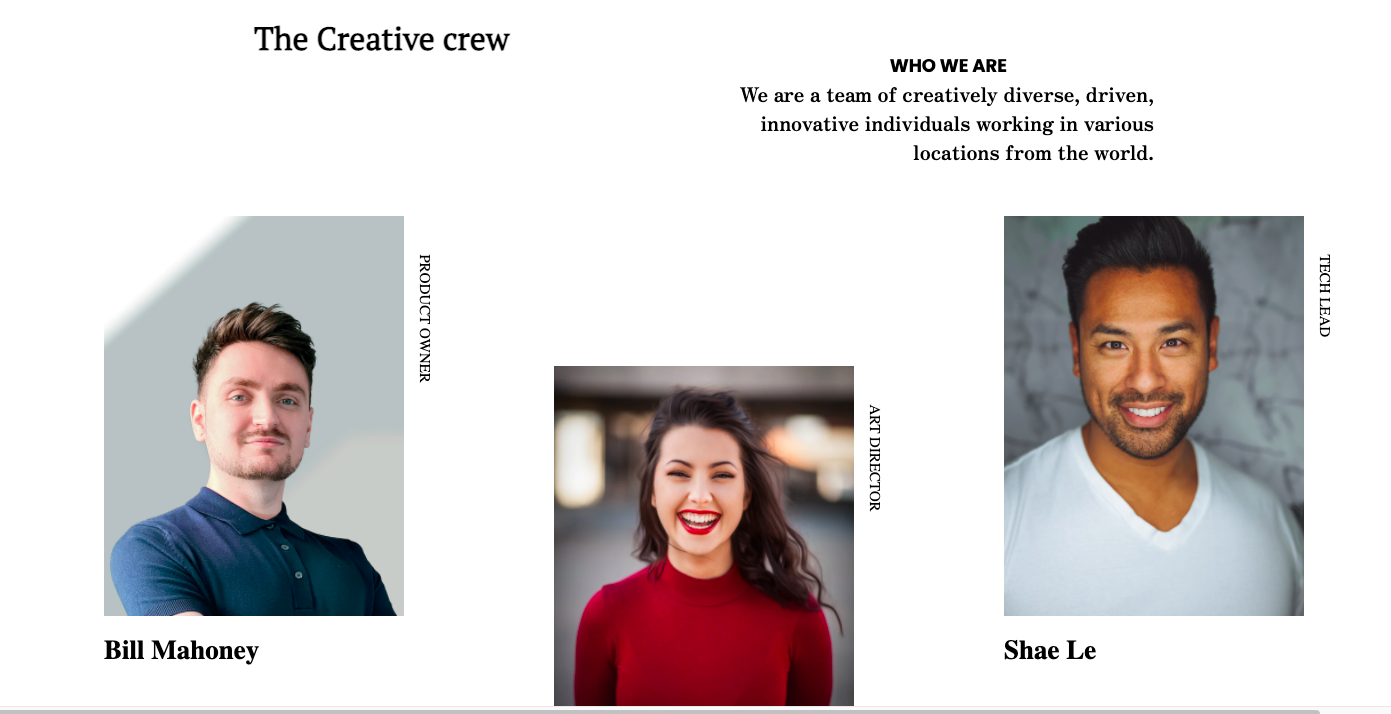 The Creative crew
WHO WE ARE
We are a team of creatively diverse, driven,
innovative individuals working in various
locations from the world.
PRODUCT OWNER
Bill Mahoney
ART DIRECTOR
TECH LEAD
Shae Le